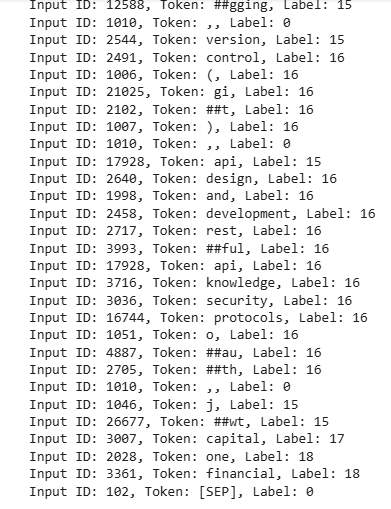 Input ID: 12588, Token: ##gging, Label: 15
Input ID: 1010, Token: ,, Label: 0
Input ID: 2544, Token: version, Label: 15
Input ID: 2491, Token: control, Label: 16
Input ID: 1006, Token: (, Label: 16
Input ID: 21025, Token: gi, Label: 16
Input ID: 2102, Token: ##t, Label: 16
Input ID: 1007, Token: ), Label: 16
Input ID: 1010, Token: ,, Label: 0
Input ID: 17928, Token: api, Label: 15
Input ID: 2640, Token: design, Label: 16
Input ID: 1998, Token: and, Label: 16
Input ID: 2458, Token: development, Label: 16
Input ID: 2717, Token: rest, Label: 16
Input ID: 3993, Token: ##ful, Label: 16
Input ID: 17928, Token: api, Label: 16
Input ID: 3716, Token: knowledge, Label: 16
Input ID: 3036, Token: security, Label: 16
Input ID: 16744, Token: protocols, Label: 16
Input ID: 1051, Token: o, Label: 16
Input ID: 4887, Token: ##au, Label: 16
Input ID: 2705, Token: ##th, Label: 16
Input ID: 1010, Token: ,, Label: 0
Input ID: 1046, Token: j, Label: 15
Input ID: 26677, Token: ##wt, Label: 15
Input ID: 3007, Token: capital, Label: 17
Input ID: 2028, Token: one, Label: 18
Input ID: 3361, Token: financial, Label: 18
Input ID: 102, Token: [SEP], Label: 0